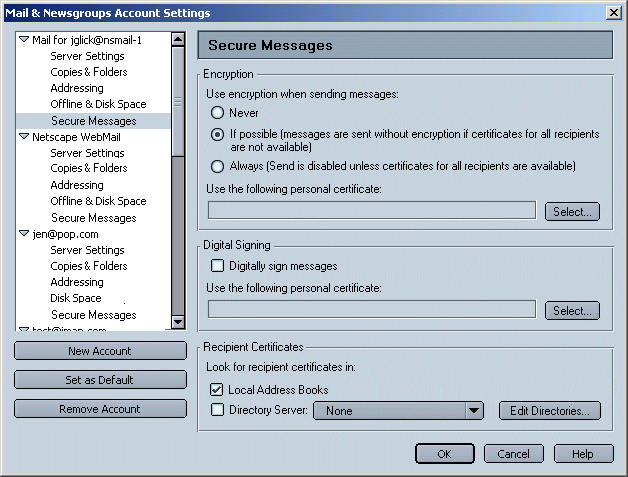 Mail & Newsgroups Account Settings
Mail for jglick@nsmail-1
Server Settings
Copies & Folders
Addressing
Offline & Disk Space
Secure Messages
Netscape WebMail
Server Settings
Copies & Folders
Addressing
Offline & Disk Space
Secure Messages
jen@pop.com
Server Settings
Copies & Folders
Addressing
Disk Space
Secure Messages
test@imap.com
New Account
Set as Default
Remove Account
Secure Messages
Encryption
Use encryption when sending messages:
Never
If possible (messages are sent without encryption if certificates for all recipients
are not available)
Always (Send is disabled unless certificates for all recipients are available)
Use the following personal certificate:
Select...
Digital Signing
Digitally sign messages
Use the following personal certificate:
Select...
Recipient Certificates
Look for recipient certificates in:
Local Address Books
Directory Server: None Edit Directories...
OK Cancel Help